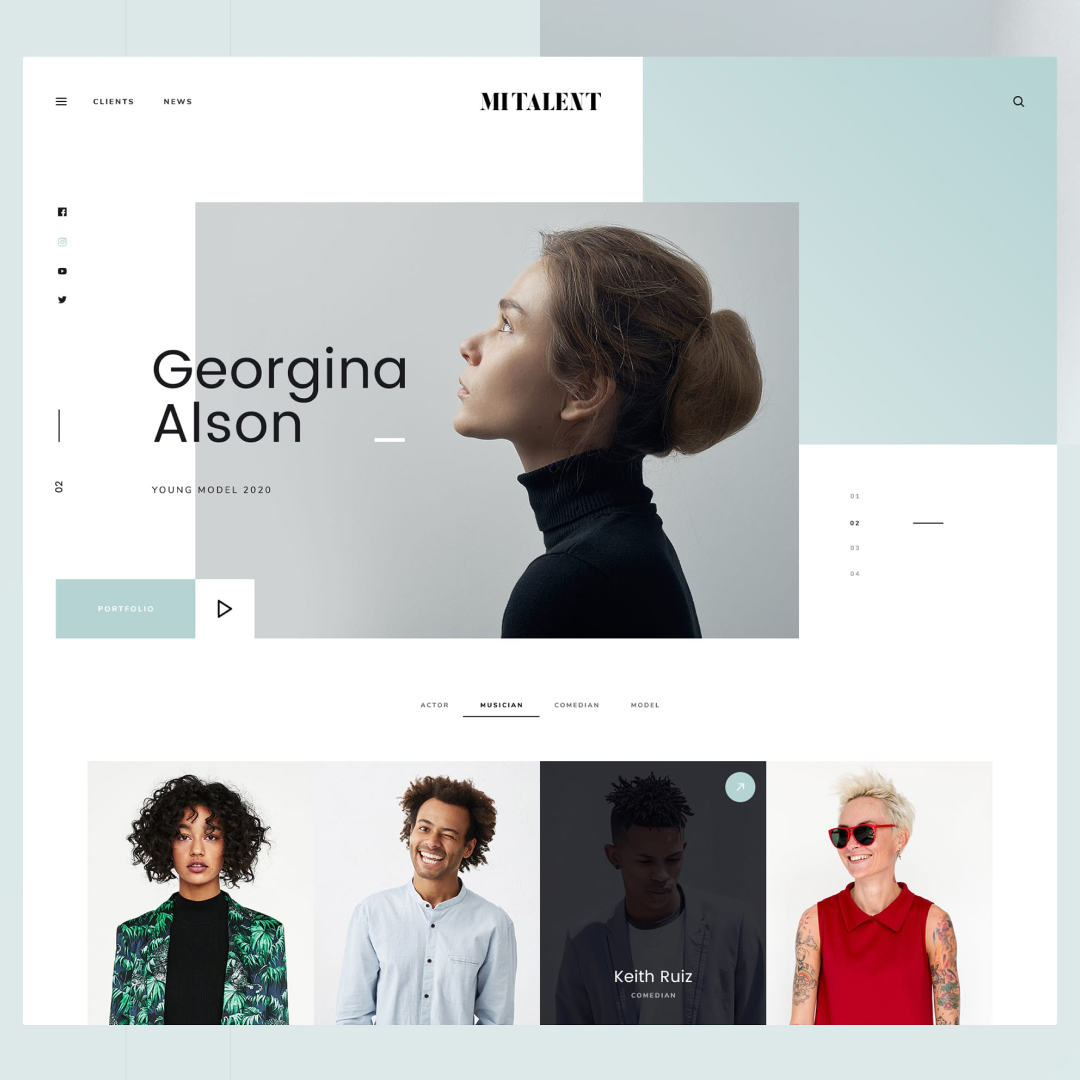 CLIENTS NEWS MITALENT
Georgina
Alson
YOUNG MODEL 2020
02
01
02
03
04
PORTFOLIO
ACTOR MUSICIAN COMEDIAN MODEL
Keith Ruiz
COMEDIAN